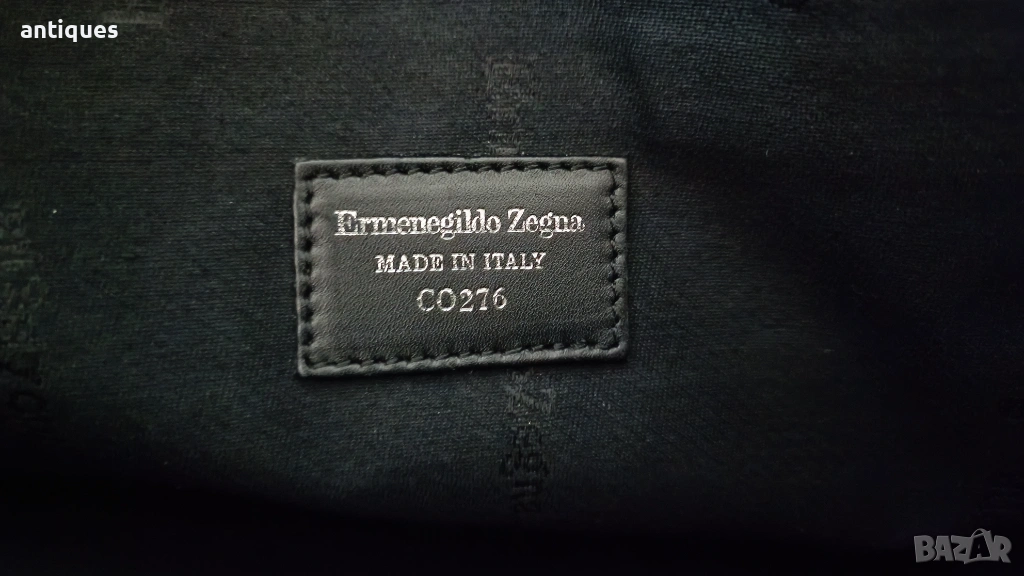 antiques
Ermenegildo Zegna
MADE IN ITALY
CO276
BAZAR